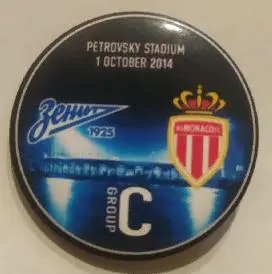 PETROVSKY STADIUM
1 OCTOBER 2014
Зенит
1925
AS MONACO FC
GROUP
C